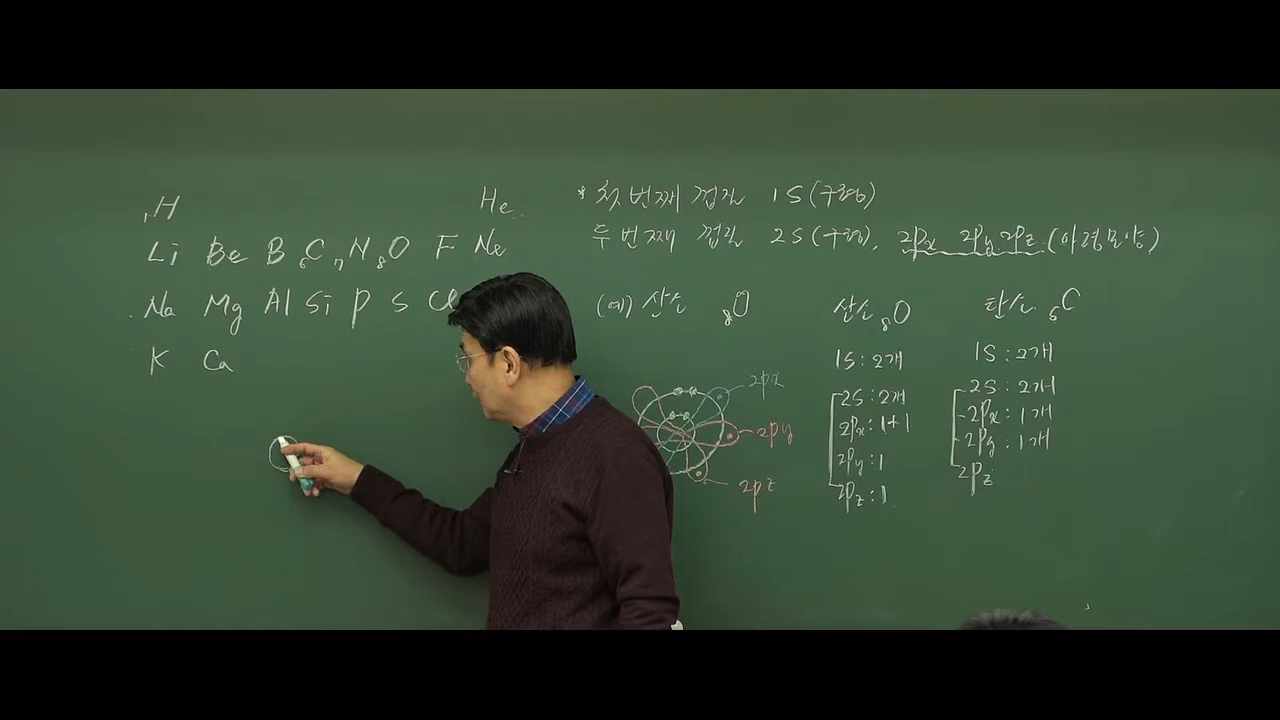 ₁H He
Li Be B ₆C ₇N ₈O F Ne
Na Mg Al Si P S Cl
K Ca
* 첫번째 껍질 1S(구형)
두번째 껍질 2S(구형), 2Px 2Py 2Pz (아령모양)
(예) 산소 ₈O
2px
2py
2pz
산소 ₈O
1S : 2개
2S : 2개
2Px : 1+1
2Py : 1
2Pz : 1
탄소 ₆C
1S : 2개
2S : 2개
2Px : 1개
2Py : 1개
2Pz